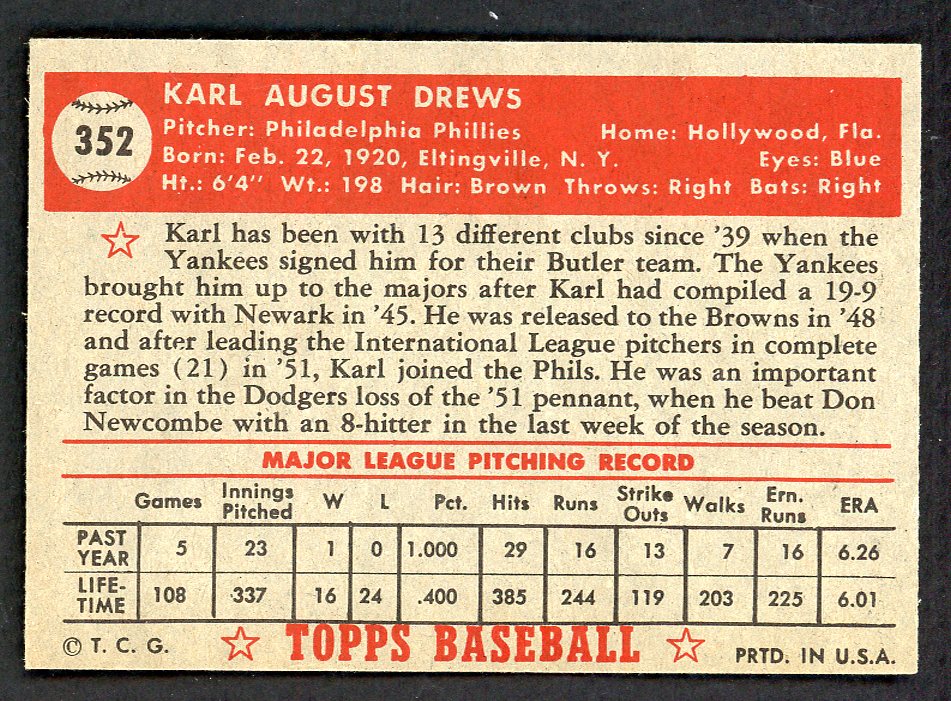 352
KARL AUGUST DREWS
Pitcher: Philadelphia Phillies Home: Hollywood, Fla.
Born: Feb. 22, 1920, Eltingville, N. Y. Eyes: Blue
Ht.: 6'4" Wt.: 198 Hair: Brown Throws: Right Bats: Right
Karl has been with 13 different clubs since '39 when the
Yankees signed him for their Butler team. The Yankees
brought him up to the majors after Karl had compiled a 19-9
record with Newark in '45. He was released to the Browns in '48
and after leading the International League pitchers in complete
games (21) in '51, Karl joined the Phils. He was an important
factor in the Dodgers loss of the '51 pennant, when he beat Don
Newcombe with an 8-hitter in the last week of the season.
MAJOR LEAGUE PITCHING RECORD
Games Innings Pitched W L Pct. Hits Runs Strike Outs Walks Ern. Runs ERA
PAST YEAR 5 23 1 0 1.000 29 16 13 7 16 6.26
LIFE-TIME 108 337 16 24 .400 385 244 119 203 225 6.01
© T. C. G. TOPPS BASEBALL PRTD. IN U.S.A.